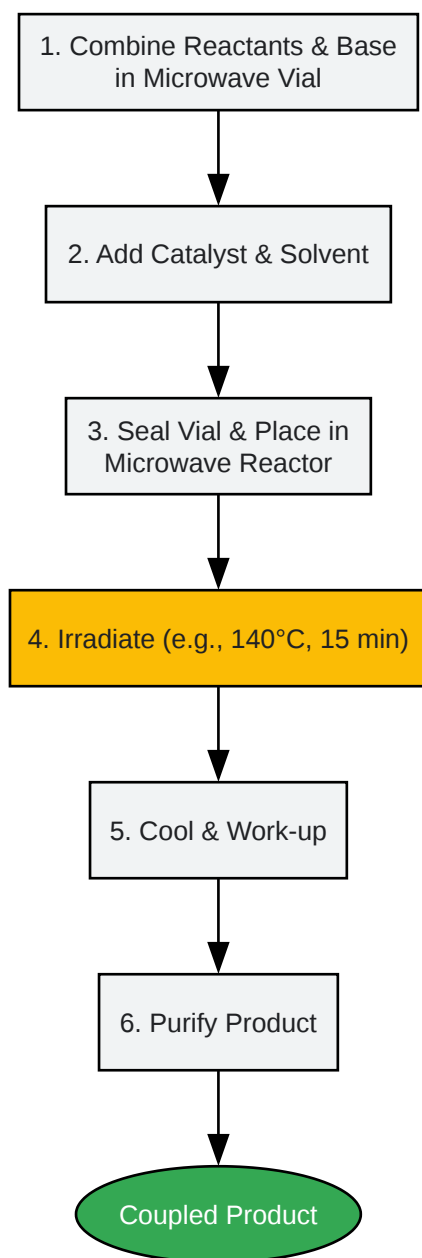 1. Combine Reactants & Base
in Microwave Vial
2. Add Catalyst & Solvent
3. Seal Vial & Place in
Microwave Reactor
4. Irradiate (e.g., 140°C, 15 min)
5. Cool & Work-up
6. Purify Product
Coupled Product